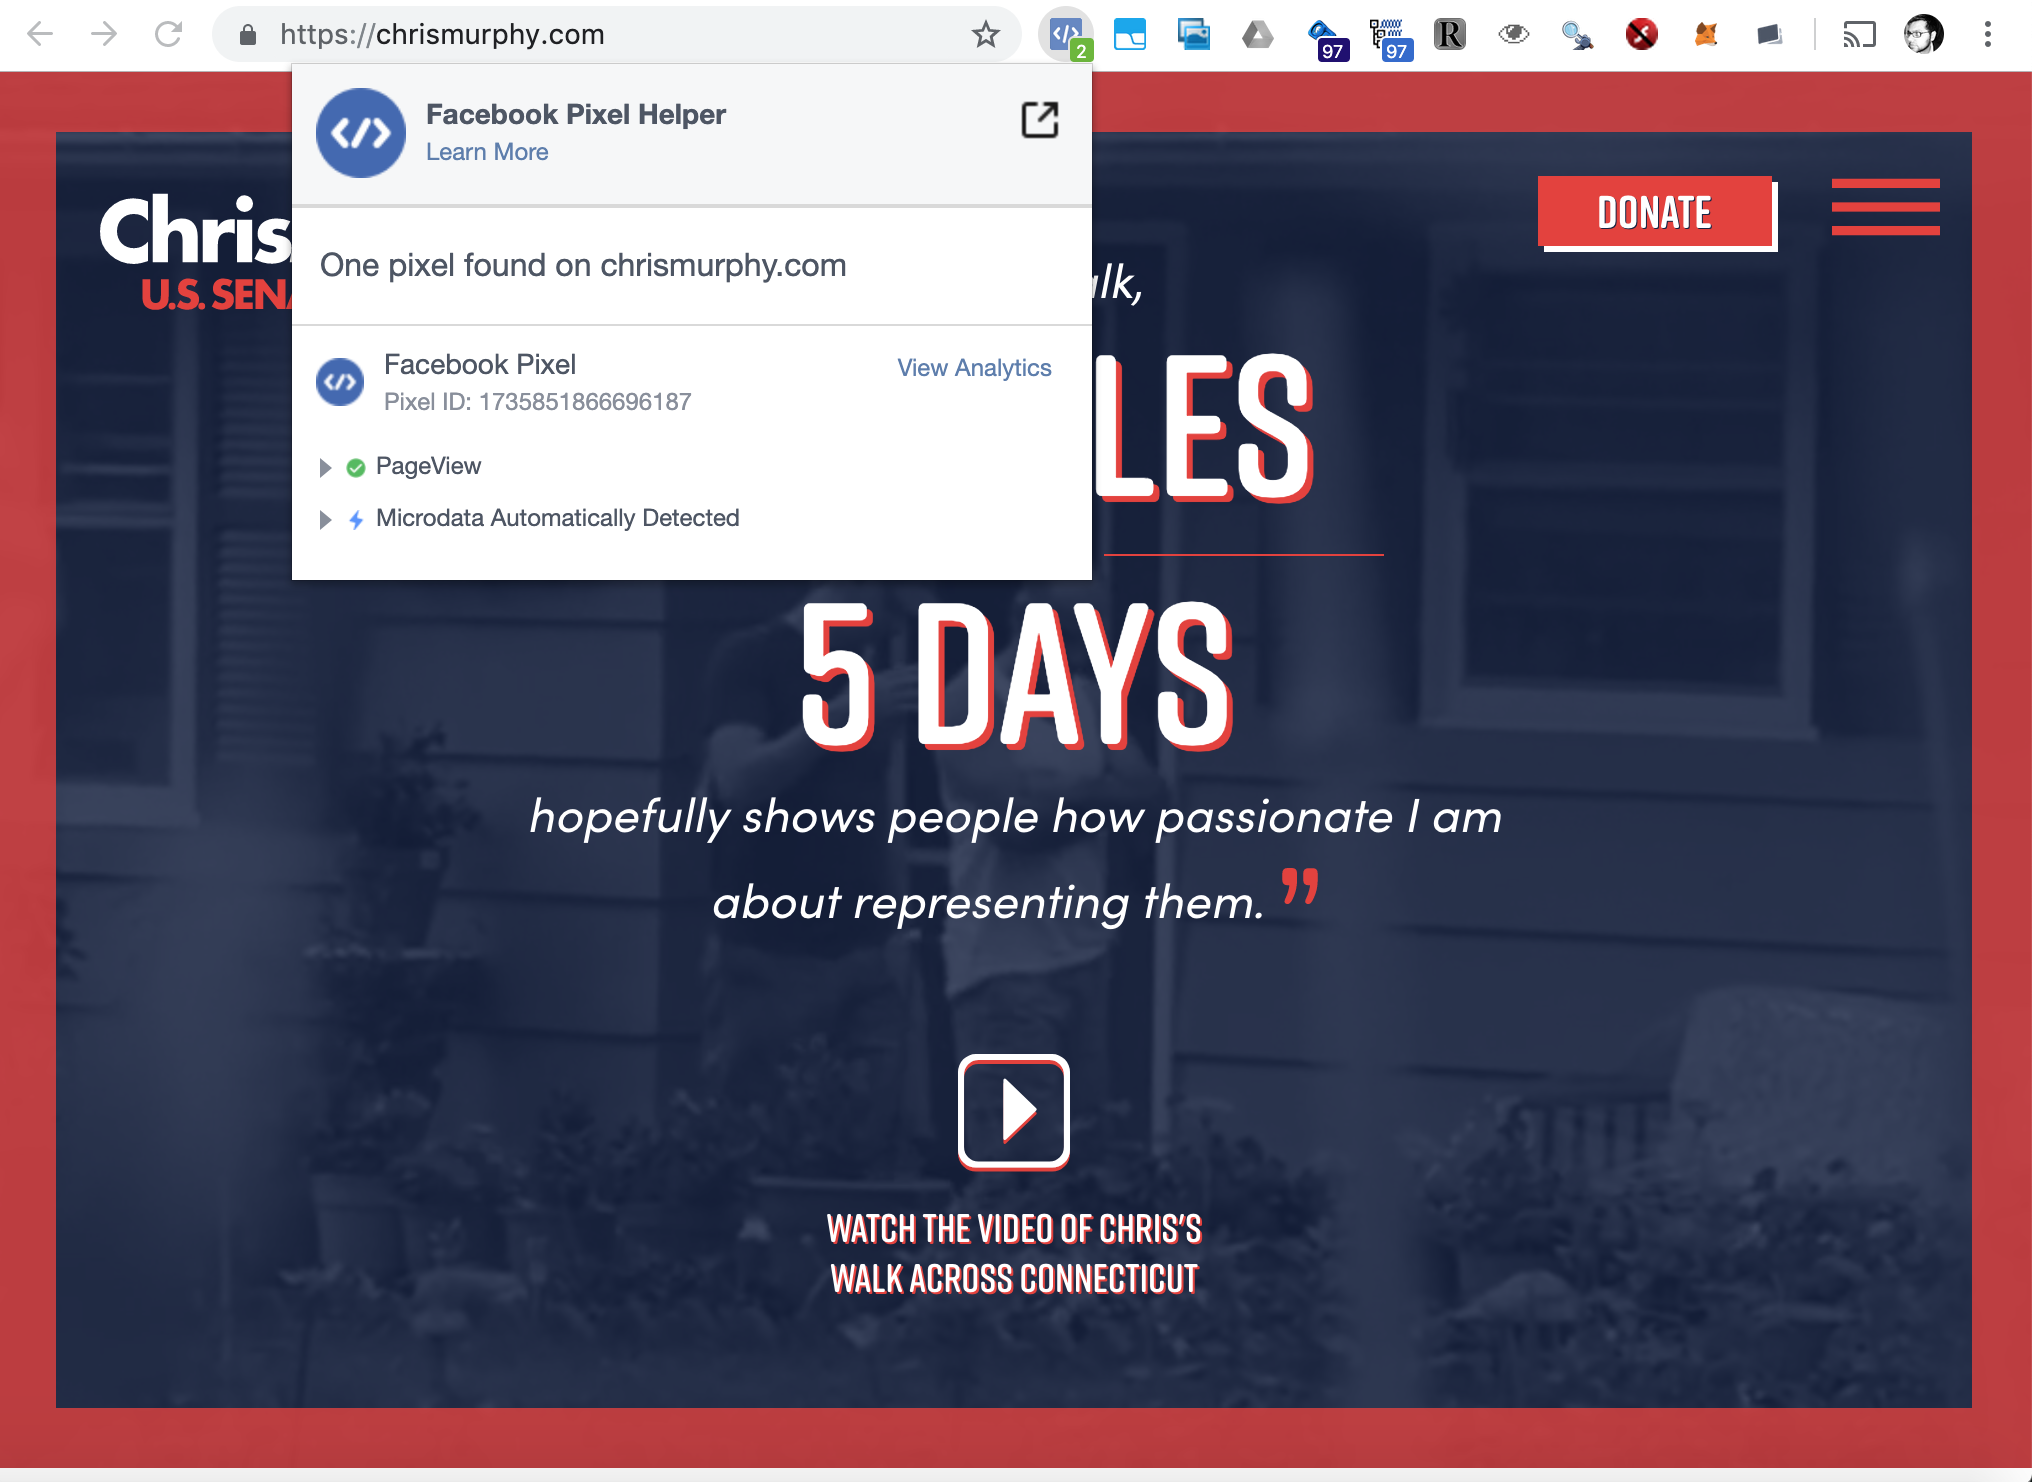 https://chrismurphy.com
2
97
97
R
Facebook Pixel Helper
Learn More
One pixel found on chrismurphy.com
Facebook Pixel
View Analytics
Pixel ID: 1735851866696187
PageView
Microdata Automatically Detected
Chris
U.S. SEN
DONATE
lk,
LES
5 DAYS
hopefully shows people how passionate I am
about representing them. ”
WATCH THE VIDEO OF CHRIS'S
WALK ACROSS CONNECTICUT